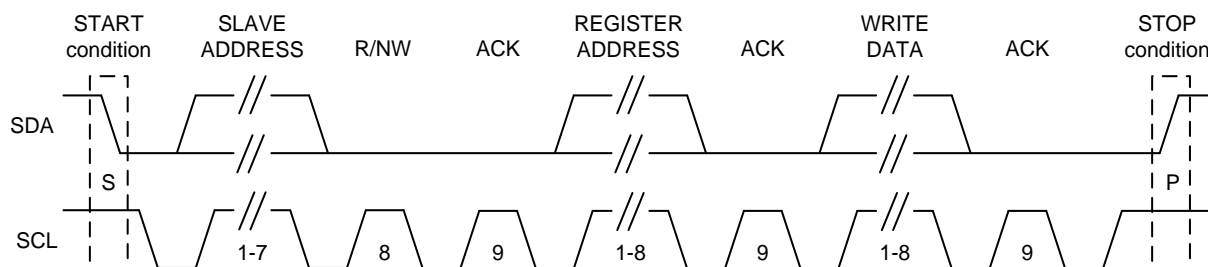 START SLAVE REGISTER WRITE STOP
condition ADDRESS R/NW ACK ADDRESS ACK DATA ACK condition
SDA
S P
SCL 1-7 8 9 1-8 9 1-8 9